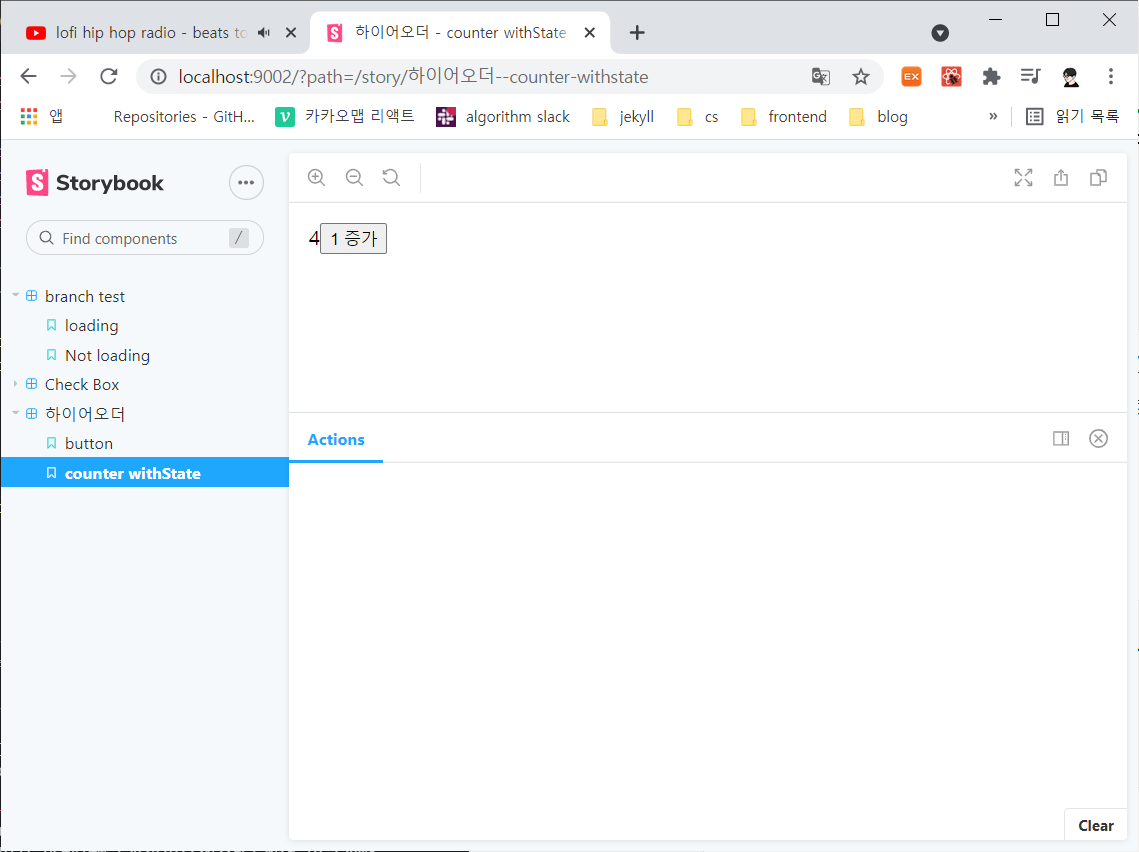 lofi hip hop radio - beats to
하이어오더 - counter withState
localhost:9002/?path=/story/하이어오더--counter-withstate
EX
앱
Repositories - GitH...
카카오맵 리액트
algorithm slack
jekyll
cs
frontend
blog
»
읽기 목록
Storybook
Find components
/
4
1 증가
branch test
loading
Not loading
Check Box
하이어오더
button
counter withState
Actions
Clear